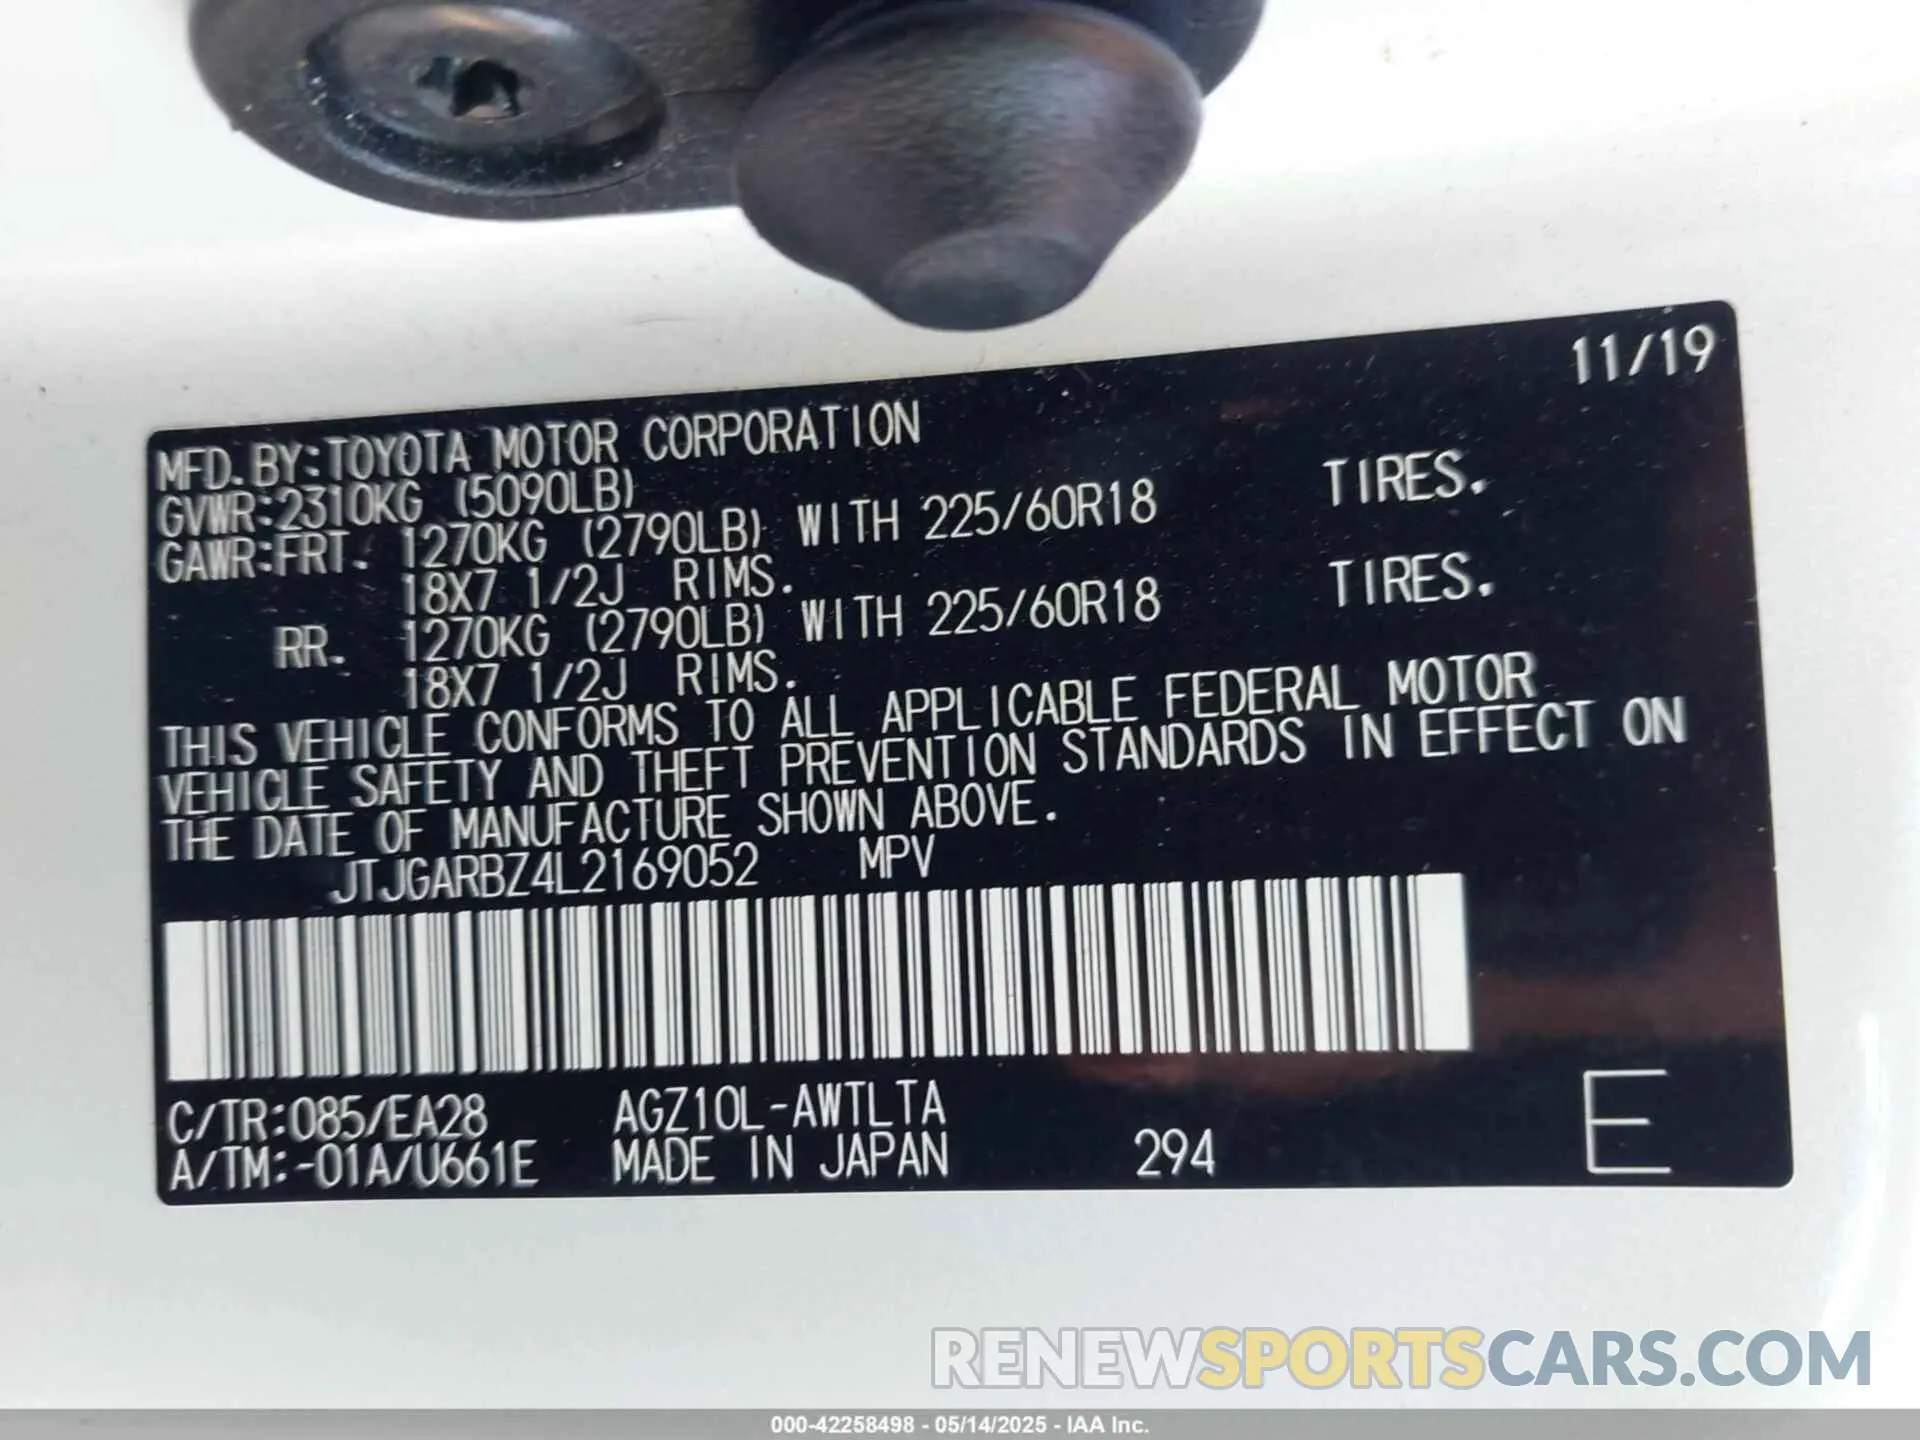 11/19
MFD. BY:TOYOTA MOTOR CORPORATION
GVWR:2310KG (5090LB)
GAWR:FRT. 1270KG (2790LB) WITH 225/60R18 TIRES.
18X7 1/2J RIMS.
RR. 1270KG (2790LB) WITH 225/60R18 TIRES.
18X7 1/2J RIMS.
THIS VEHICLE CONFORMS TO ALL APPLICABLE FEDERAL MOTOR
VEHICLE SAFETY AND THEFT PREVENTION STANDARDS IN EFFECT ON
THE DATE OF MANUFACTURE SHOWN ABOVE.
JTJGARBZ4L2169052 MPV
C/TR:085/EA28 AGZ10L-AWTLTA
A/TM:-01A/U661E MADE IN JAPAN 294 E
RENEWSPORTSCARS.COM
000-42258498 - 05/14/2025 - IAA Inc.